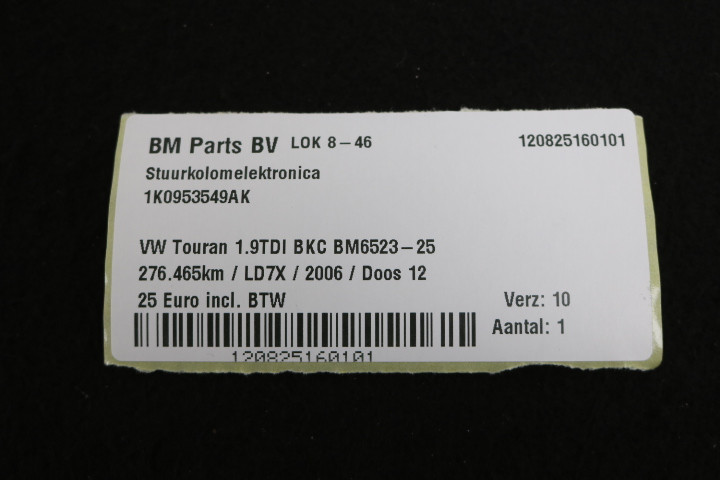 BM Parts BV LOK 8-46 120825160101
Stuurkolomelektronica
1K0953549AK
VW Touran 1.9TDI BKC BM6523-25
276.465km / LD7X / 2006 / Doos 12
25 Euro incl. BTW Verz: 10
Aantal: 1
120825160101